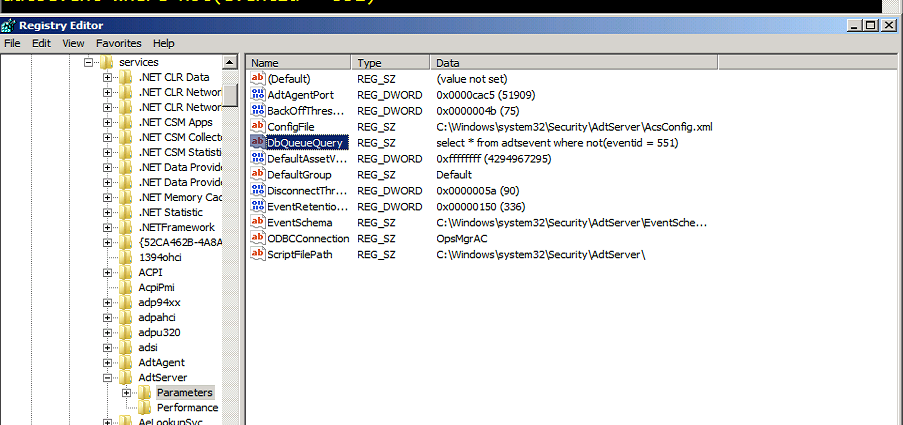 Registry Editor
File Edit View Favorites Help
services
.NET CLR Data
.NET CLR Networ
.NET CLR Networ
.NET CSM Apps
.NET CSM Collect
.NET CSM Statisti
.NET Data Provid
.NET Data Provide
.NET Memory Cac
.NET Statistic
.NETFramework
{52CA462B-4A8A
1394ohci
ACPI
AcpiPmi
adp94xx
adpahci
adpu320
adsi
AdtAgent
AdtServer
Parameters
Performance
AeLookupSvc
Name Type Data
(Default) REG_SZ (value not set)
AdtAgentPort REG_DWORD 0x0000cac5 (51909)
BackOffThres... REG_DWORD 0x0000004b (75)
ConfigFile REG_SZ C:\Windows\system32\Security\AdtServer\AcsConfig.xml
DbQueueQuery REG_SZ select * from adtsevent where not(eventid = 551)
DefaultAssetV... REG_DWORD 0xffffffff (4294967295)
DefaultGroup REG_SZ Default
DisconnectThr... REG_DWORD 0x0000005a (90)
EventRetentio... REG_DWORD 0x00000150 (336)
EventSchema REG_SZ C:\Windows\system32\Security\AdtServer\EventSche...
ODBCConnection REG_SZ OpsMgrAC
ScriptFilePath REG_SZ C:\Windows\system32\Security\AdtServer\